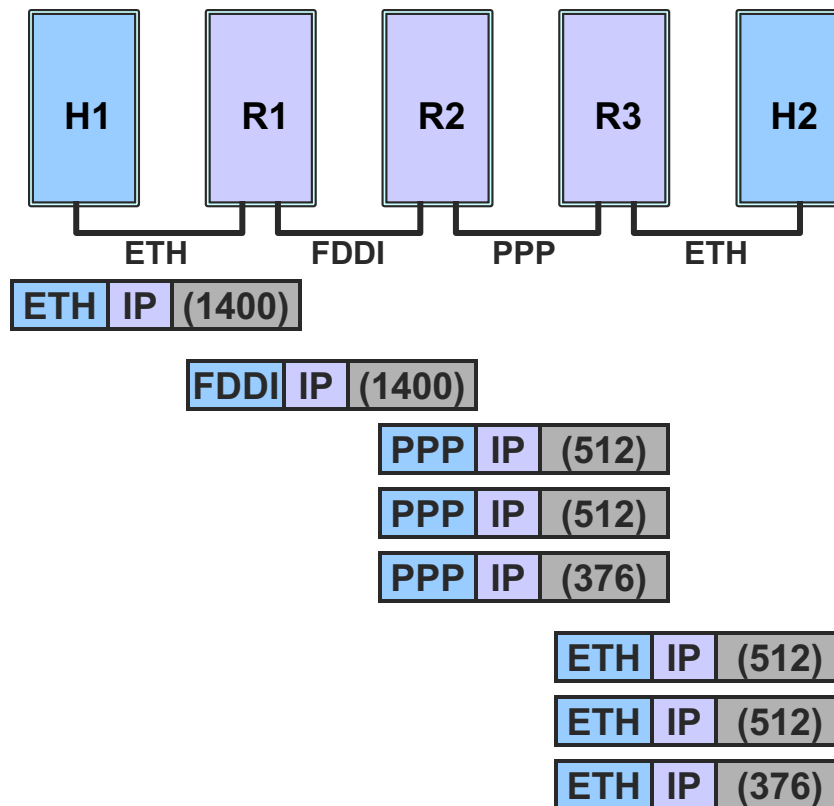 H1 R1 R2 R3 H2
ETH FDDI PPP ETH
ETH IP (1400)
FDDI IP (1400)
PPP IP (512)
PPP IP (512)
PPP IP (376)
ETH IP (512)
ETH IP (512)
ETH IP (376)